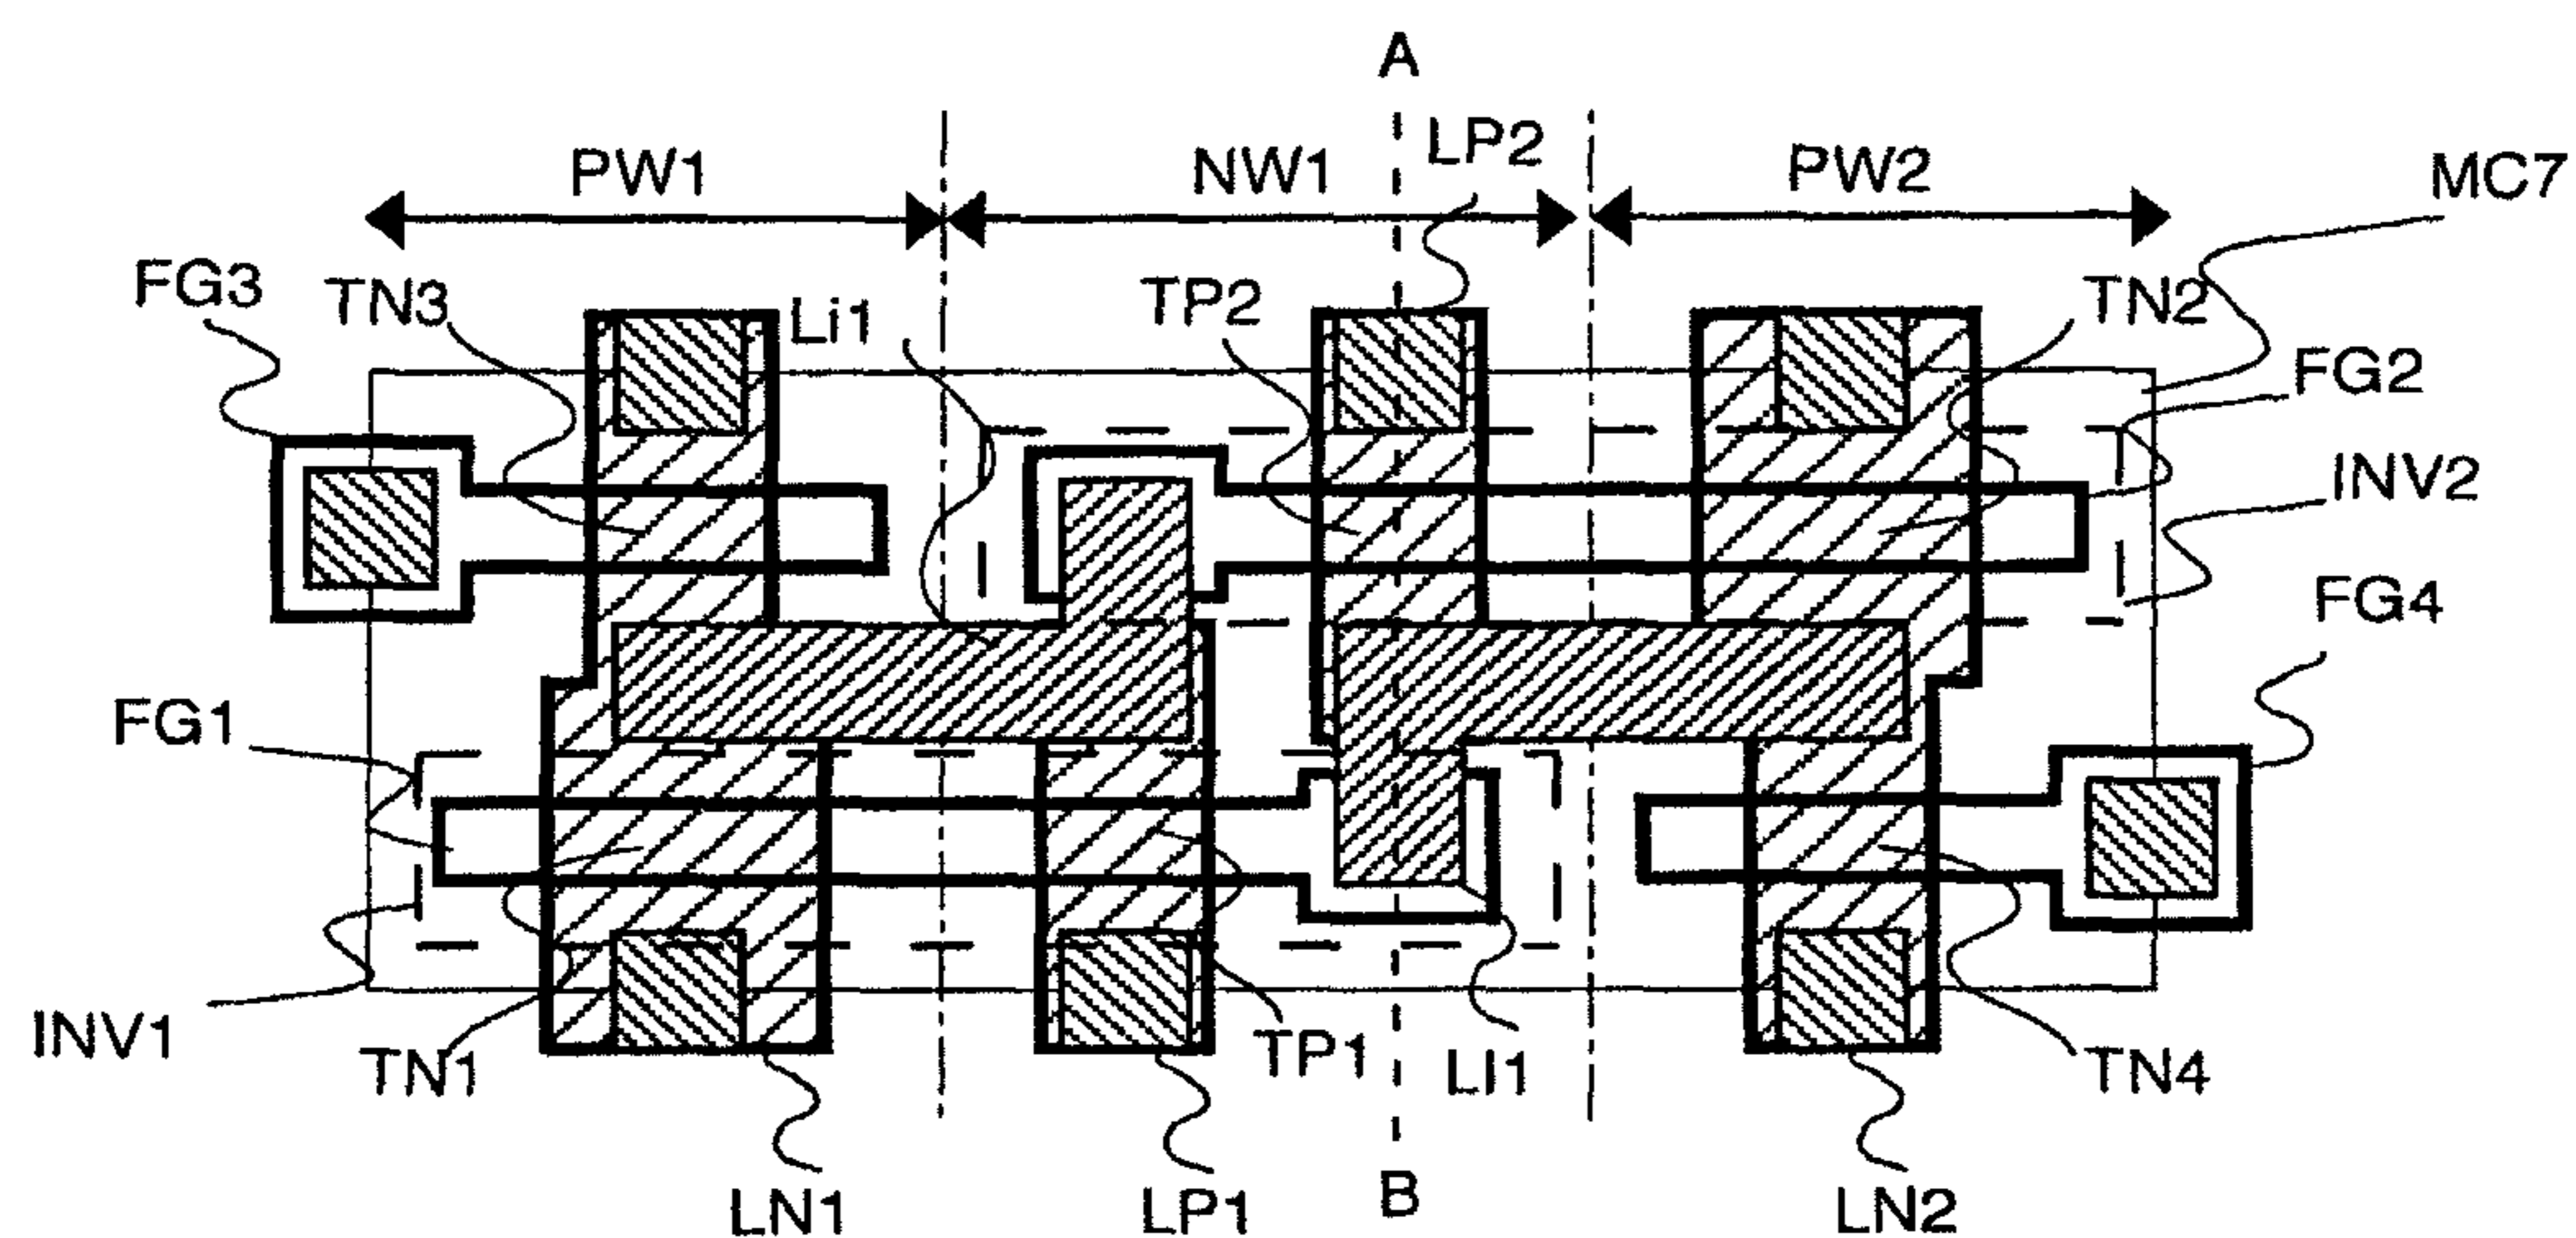 A
LP2
PW1
NW1
PW2
MC7
FG3
TN3
Li1
TP2
TN2
FG2
INV2
FG4
FG1
INV1
TN1
TP1
LI1
TN4
LN1
LP1
B
LN2